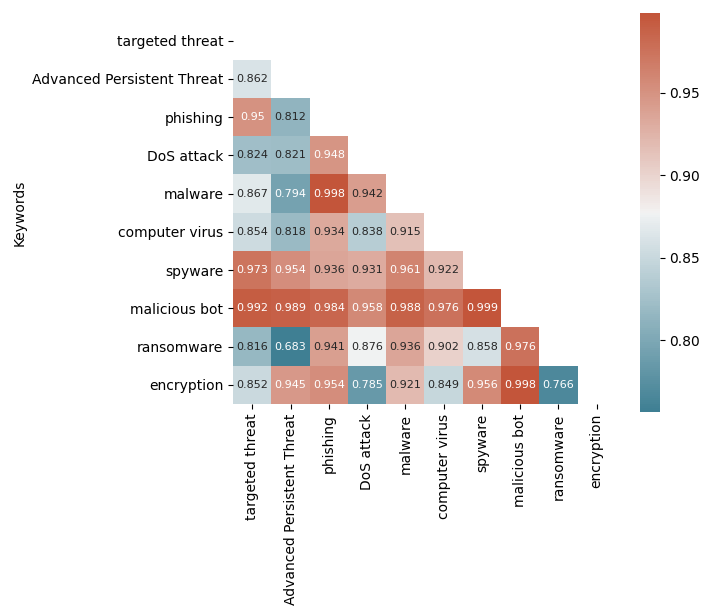 targeted threat
Advanced Persistent Threat 0.862
phishing 0.95 0.812
DoS attack 0.824 0.821 0.948
malware 0.867 0.794 0.998 0.942
computer virus 0.854 0.818 0.934 0.838 0.915
spyware 0.973 0.954 0.936 0.931 0.961 0.922
malicious bot 0.992 0.989 0.984 0.958 0.988 0.976 0.999
ransomware 0.816 0.683 0.941 0.876 0.936 0.902 0.858 0.976
encryption 0.852 0.945 0.954 0.785 0.921 0.849 0.956 0.998 0.766
Keywords
targeted threat
Advanced Persistent Threat
phishing
DoS attack
malware
computer virus
spyware
malicious bot
ransomware
encryption
0.95
0.90
0.85
0.80